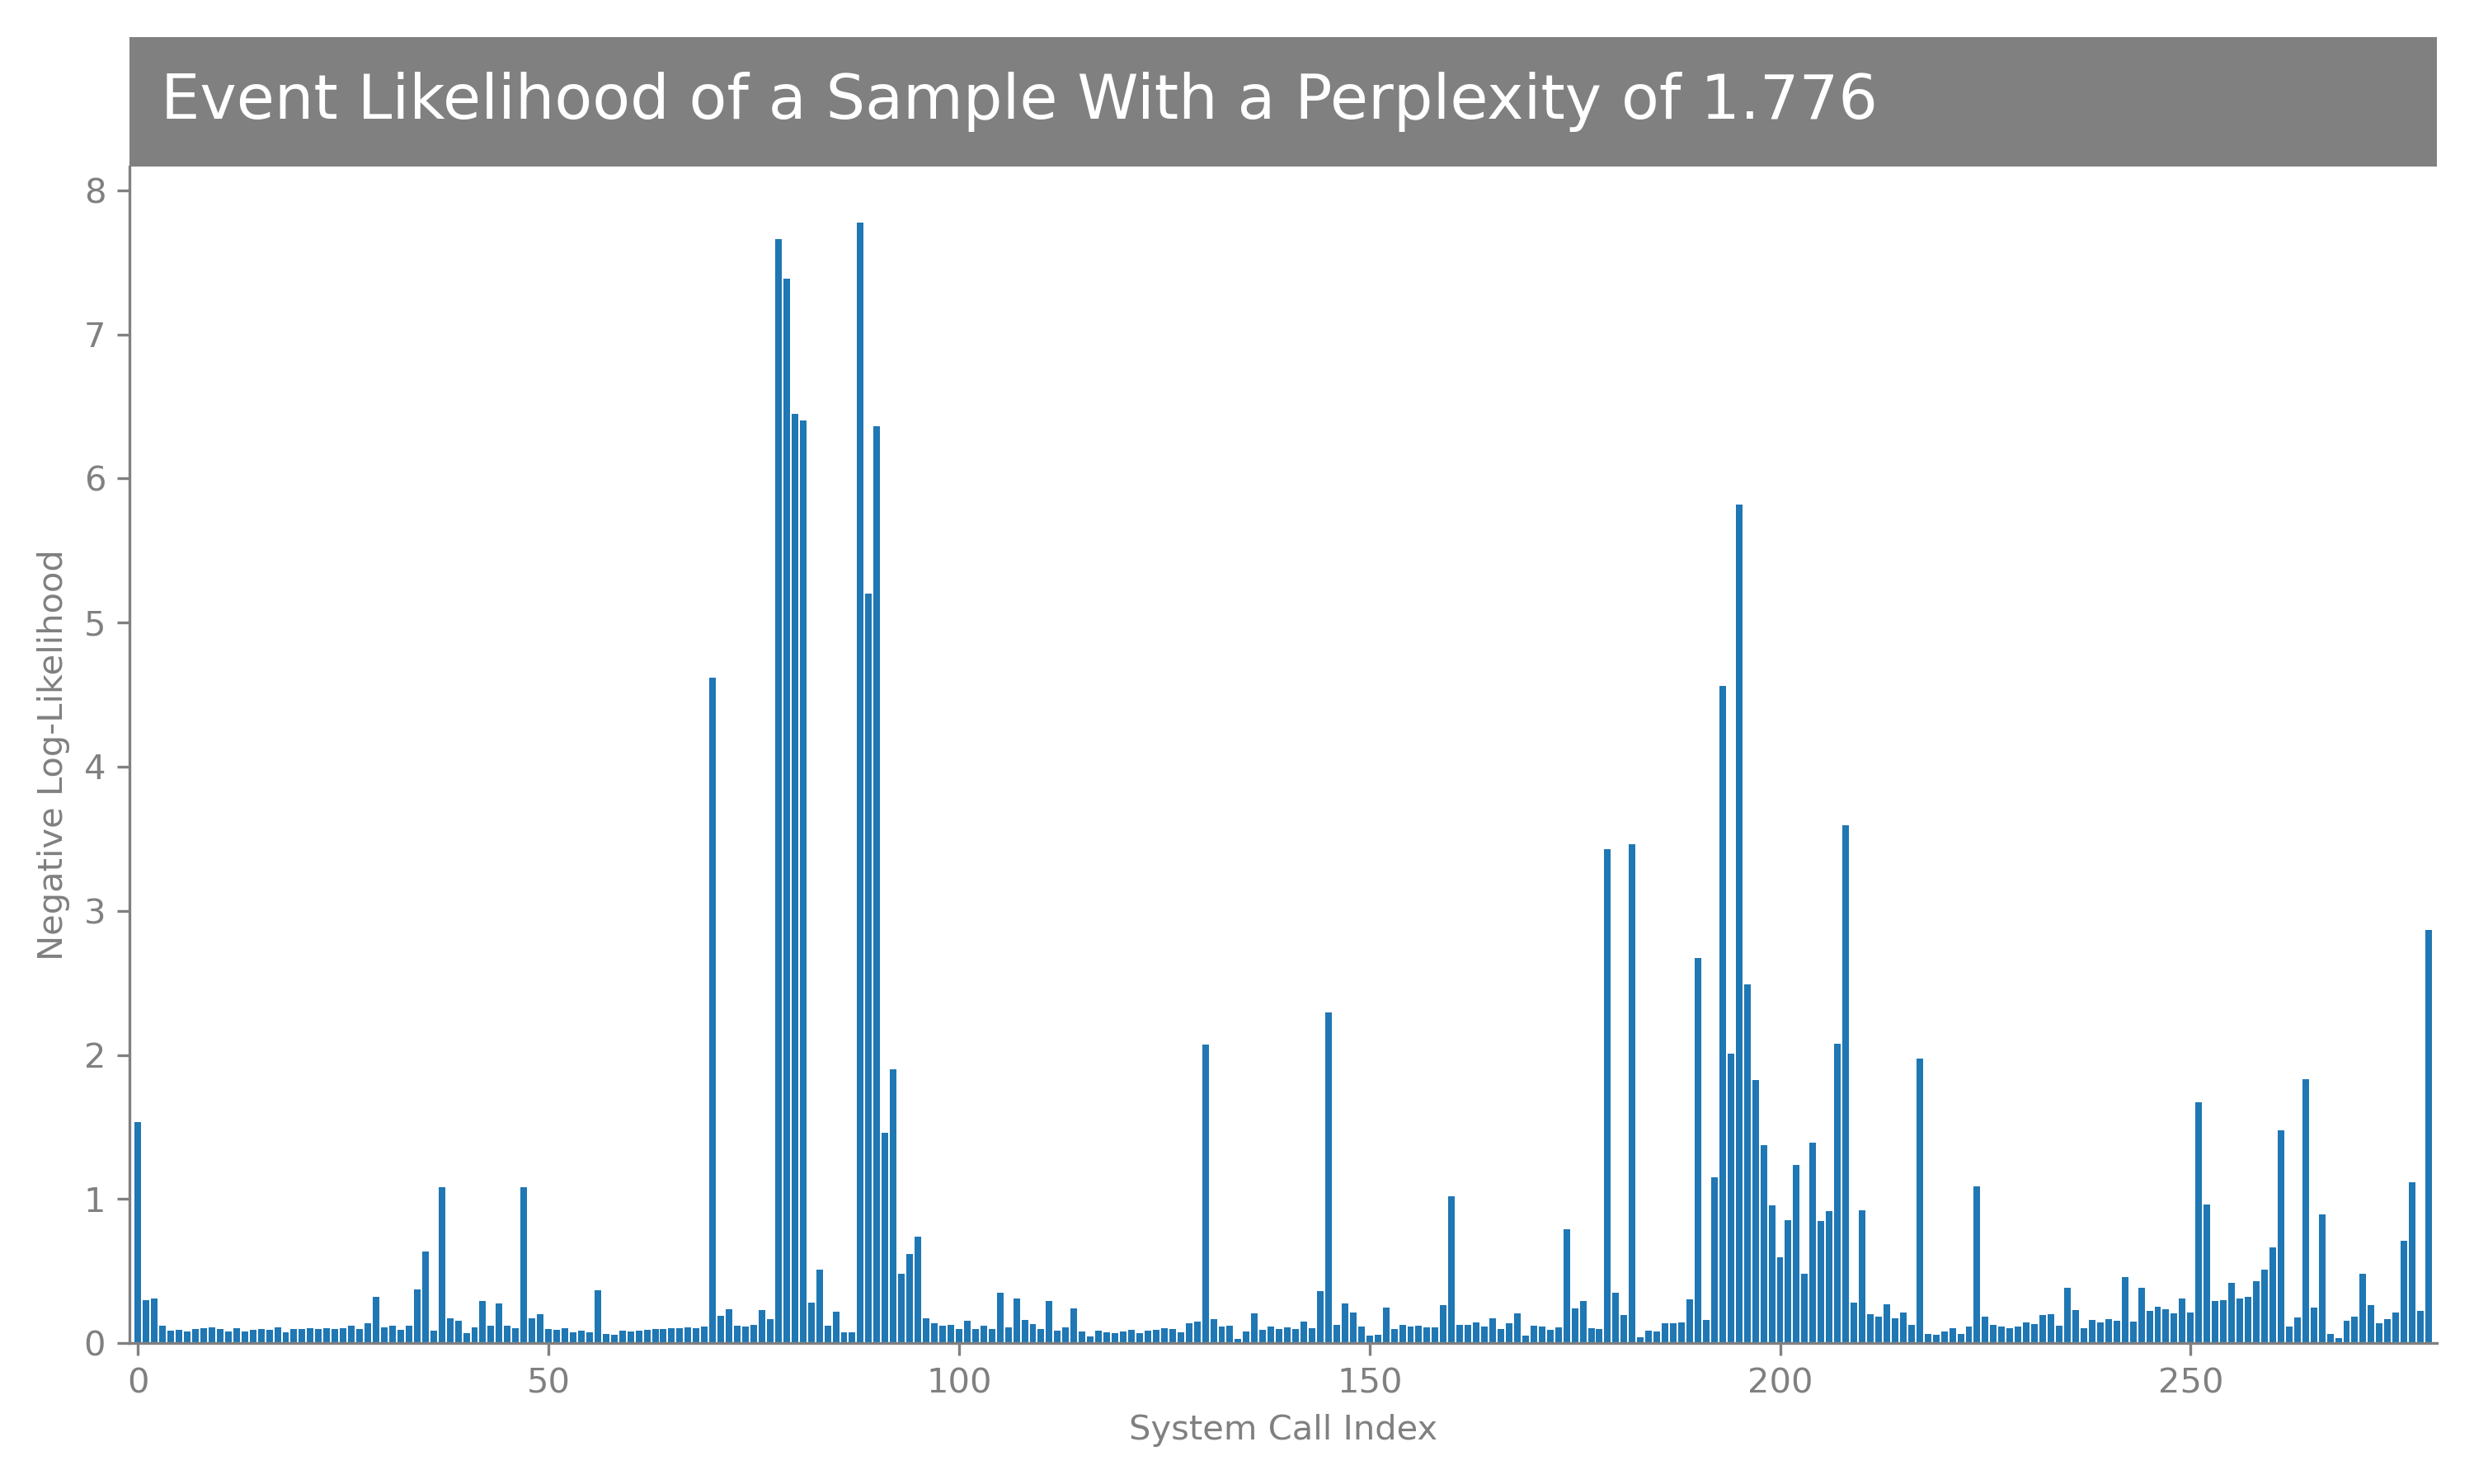 Event Likelihood of a Sample With a Perplexity of 1.776
8
7
6
5
4
3
2
1
0
Negative Log-Likelihood
0 50 100 150 200 250
System Call Index